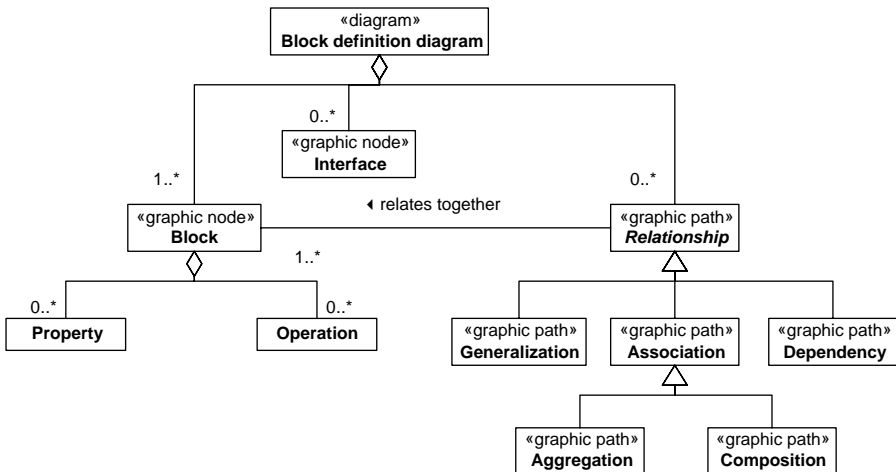 «diagram»
Block definition diagram
0..*
«graphic node»
Interface
1..*
0..*
◂ relates together
«graphic node»
Block
«graphic path»
Relationship
1..*
0..*
0..*
Property
Operation
«graphic path»
Generalization
«graphic path»
Association
«graphic path»
Dependency
«graphic path»
Aggregation
«graphic path»
Composition